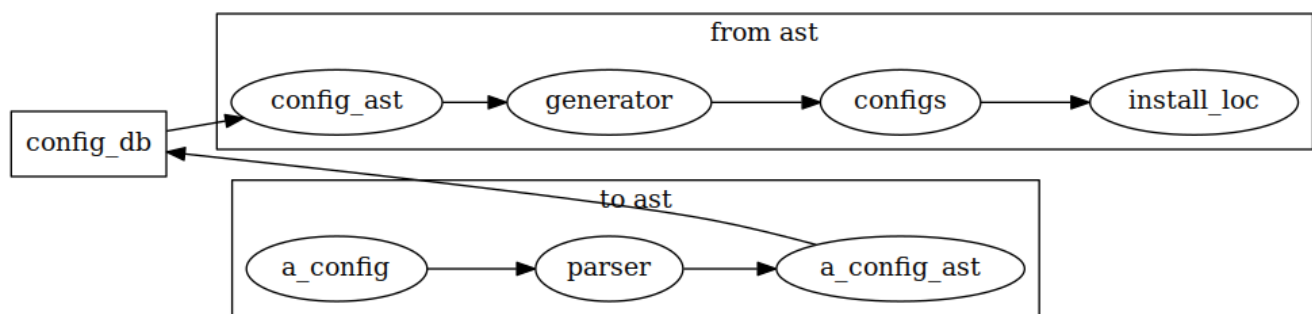 from ast
config_ast
generator
configs
install_loc
config_db
to ast
a_config
parser
a_config_ast